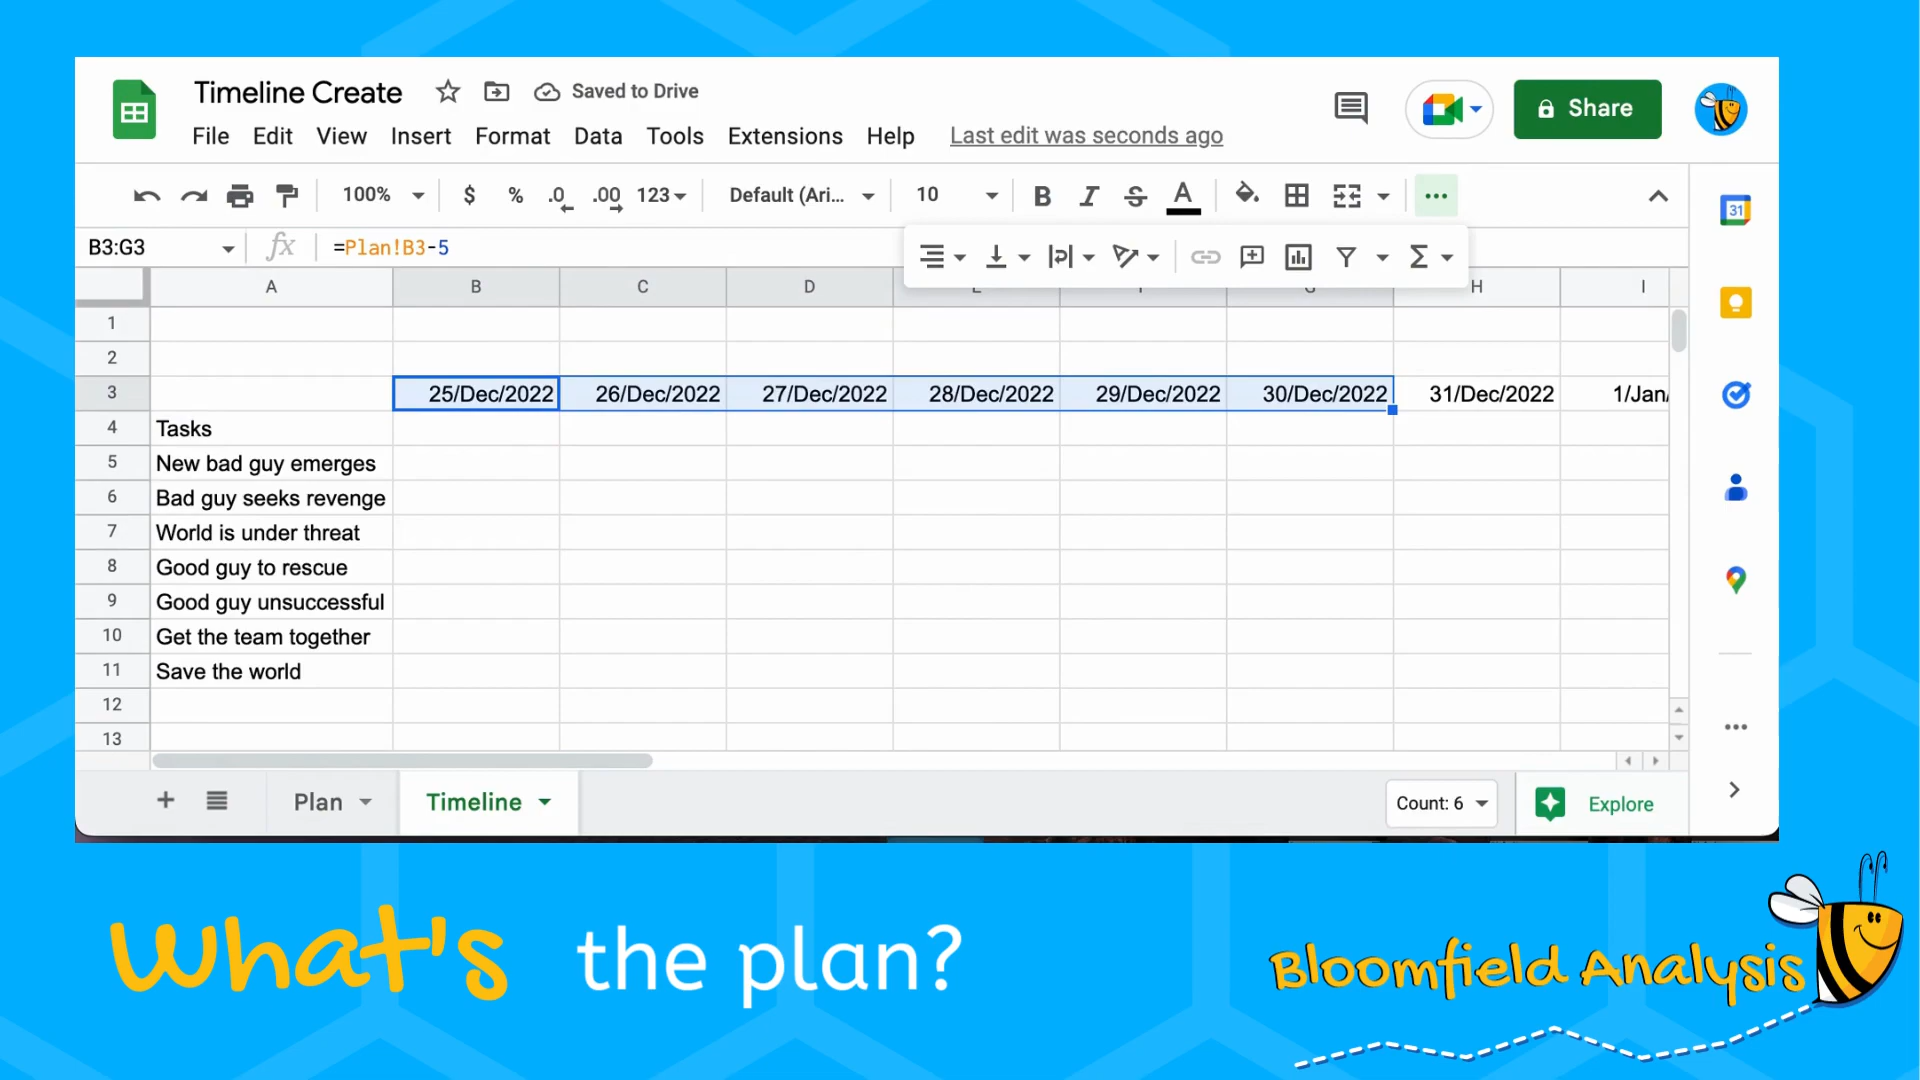 Timeline Create Saved to Drive
File Edit View Insert Format Data Tools Extensions Help Last edit was seconds ago
Share
100% $ % .0 .00 123 Default (Ari... 10 B I S A
31
B3:G3 fx =Plan!B3-5
A B C D E F G H I
1
2
3 25/Dec/2022 26/Dec/2022 27/Dec/2022 28/Dec/2022 29/Dec/2022 30/Dec/2022 31/Dec/2022 1/Jan/
4 Tasks
5 New bad guy emerges
6 Bad guy seeks revenge
7 World is under threat
8 Good guy to rescue
9 Good guy unsuccessful
10 Get the team together
11 Save the world
12
13
Plan Timeline Count: 6 Explore
What's the plan?
Bloomfield Analysis